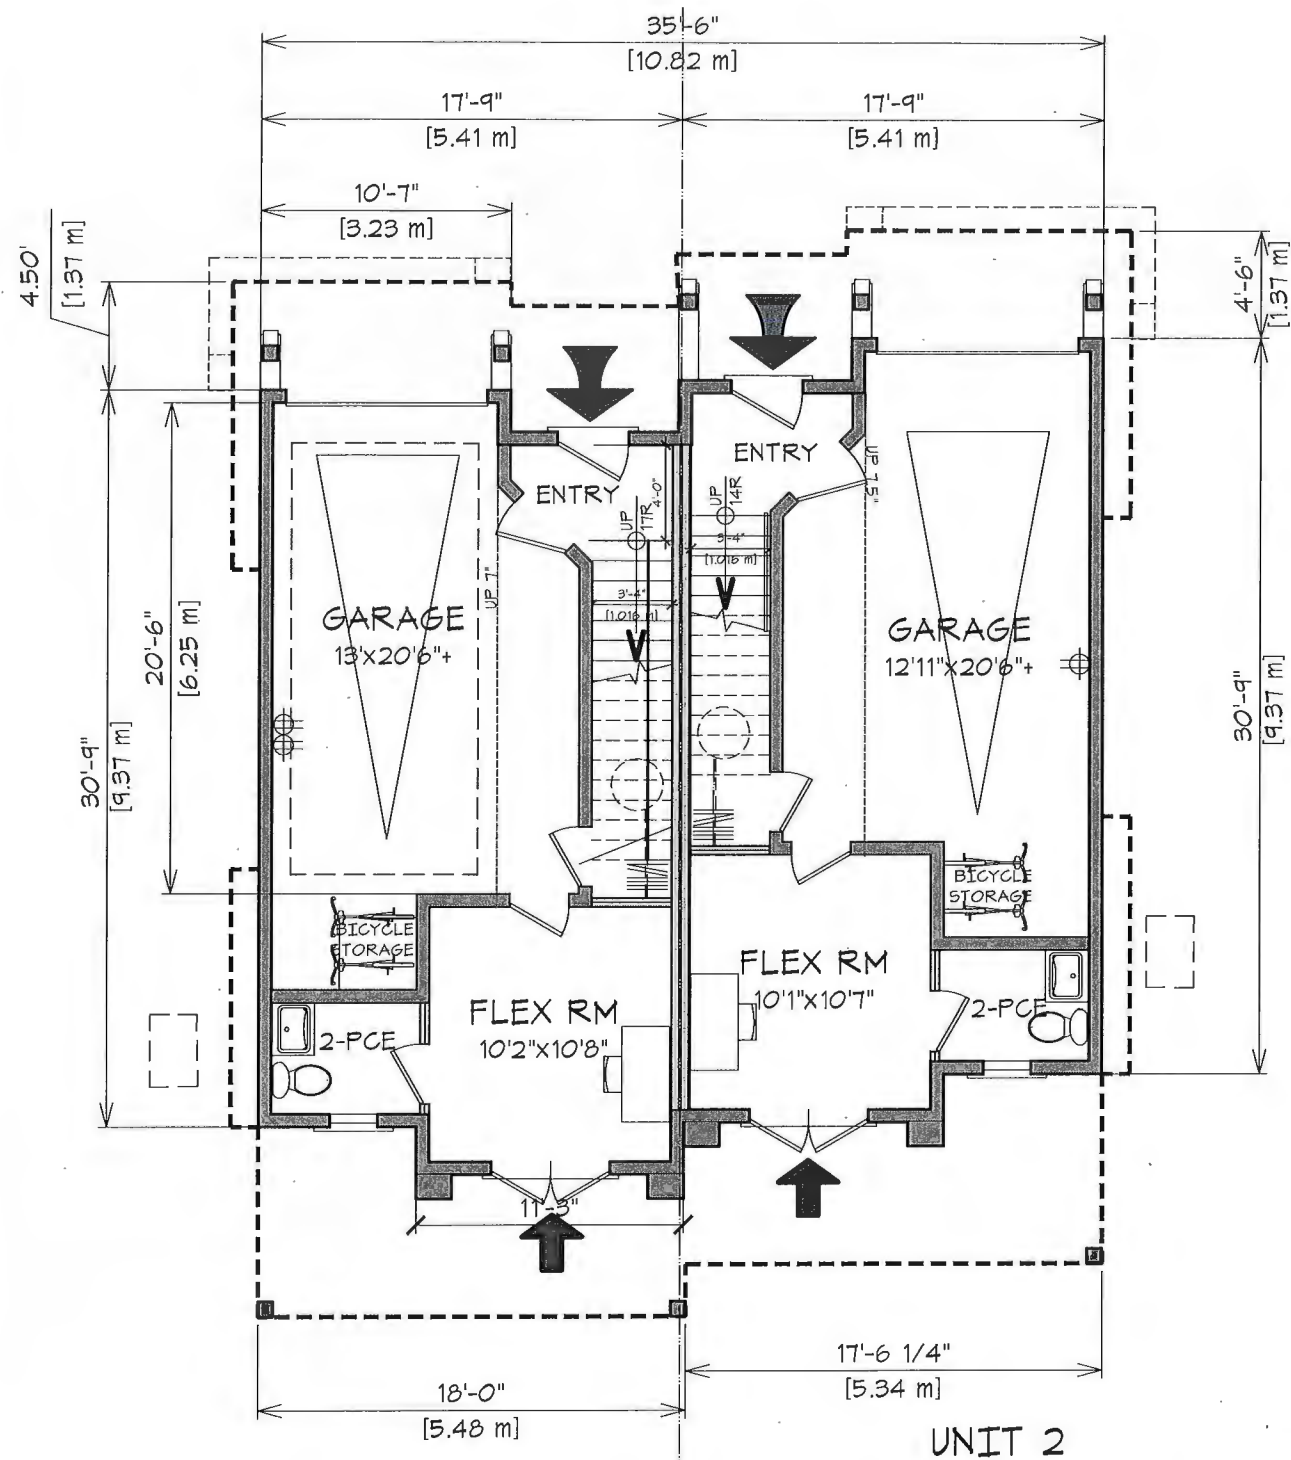 35'-6"
[10.82 m]
17'-9"
[5.41 m]
17'-9"
[5.41 m]
10'-7"
[3.23 m]
4.50'
[1.37 m]
4'-6"
[1.37 m]
ENTRY
ENTRY
UP
17R
4'-0"
UP
14R
UP 7.5"
UP 7"
3'-4"
[1.016 m]
3'-4"
[1.016 m]
GARAGE
13'x20'6"+
GARAGE
12'11"x20'6"+
20'-6"
[6.25 m]
30'-9"
[9.37 m]
30'-9"
[9.37 m]
BICYCLE
STORAGE
BICYCLE
STORAGE
FLEX RM
10'1"x10'7"
FLEX RM
10'2"x10'8"
2-PCE
2-PCE
11'-3"
17'-6 1/4"
[5.34 m]
18'-0"
[5.48 m]
UNIT 2